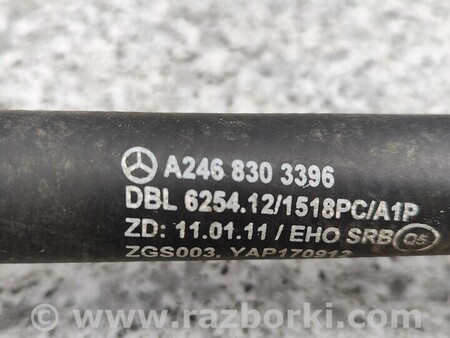 A246 830 3396
DBL 6254.12/1518PC/A1P
ZD: 11.01.11 / EHO SRB Q5
ZGS003, YAP170912
www.razborki.com